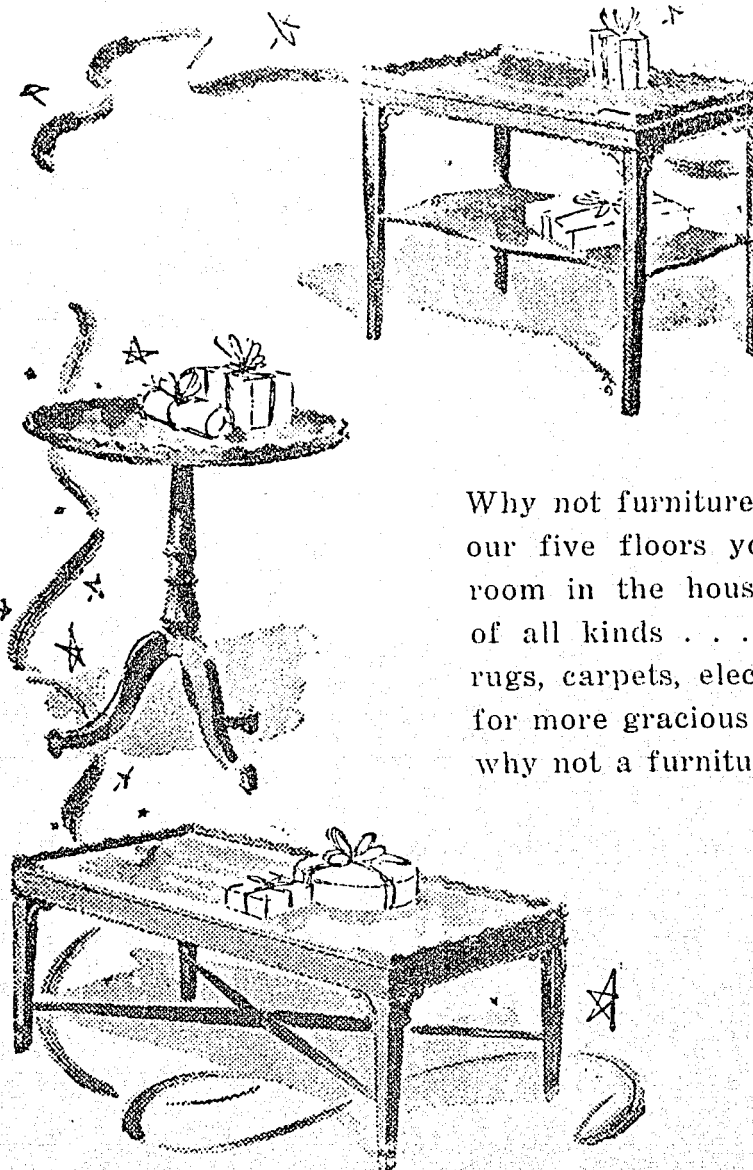 Why not furniture
our five floors yo
room in the hous
of all kinds . . .
rugs, carpets, elec
for more gracious
why not a furnitu